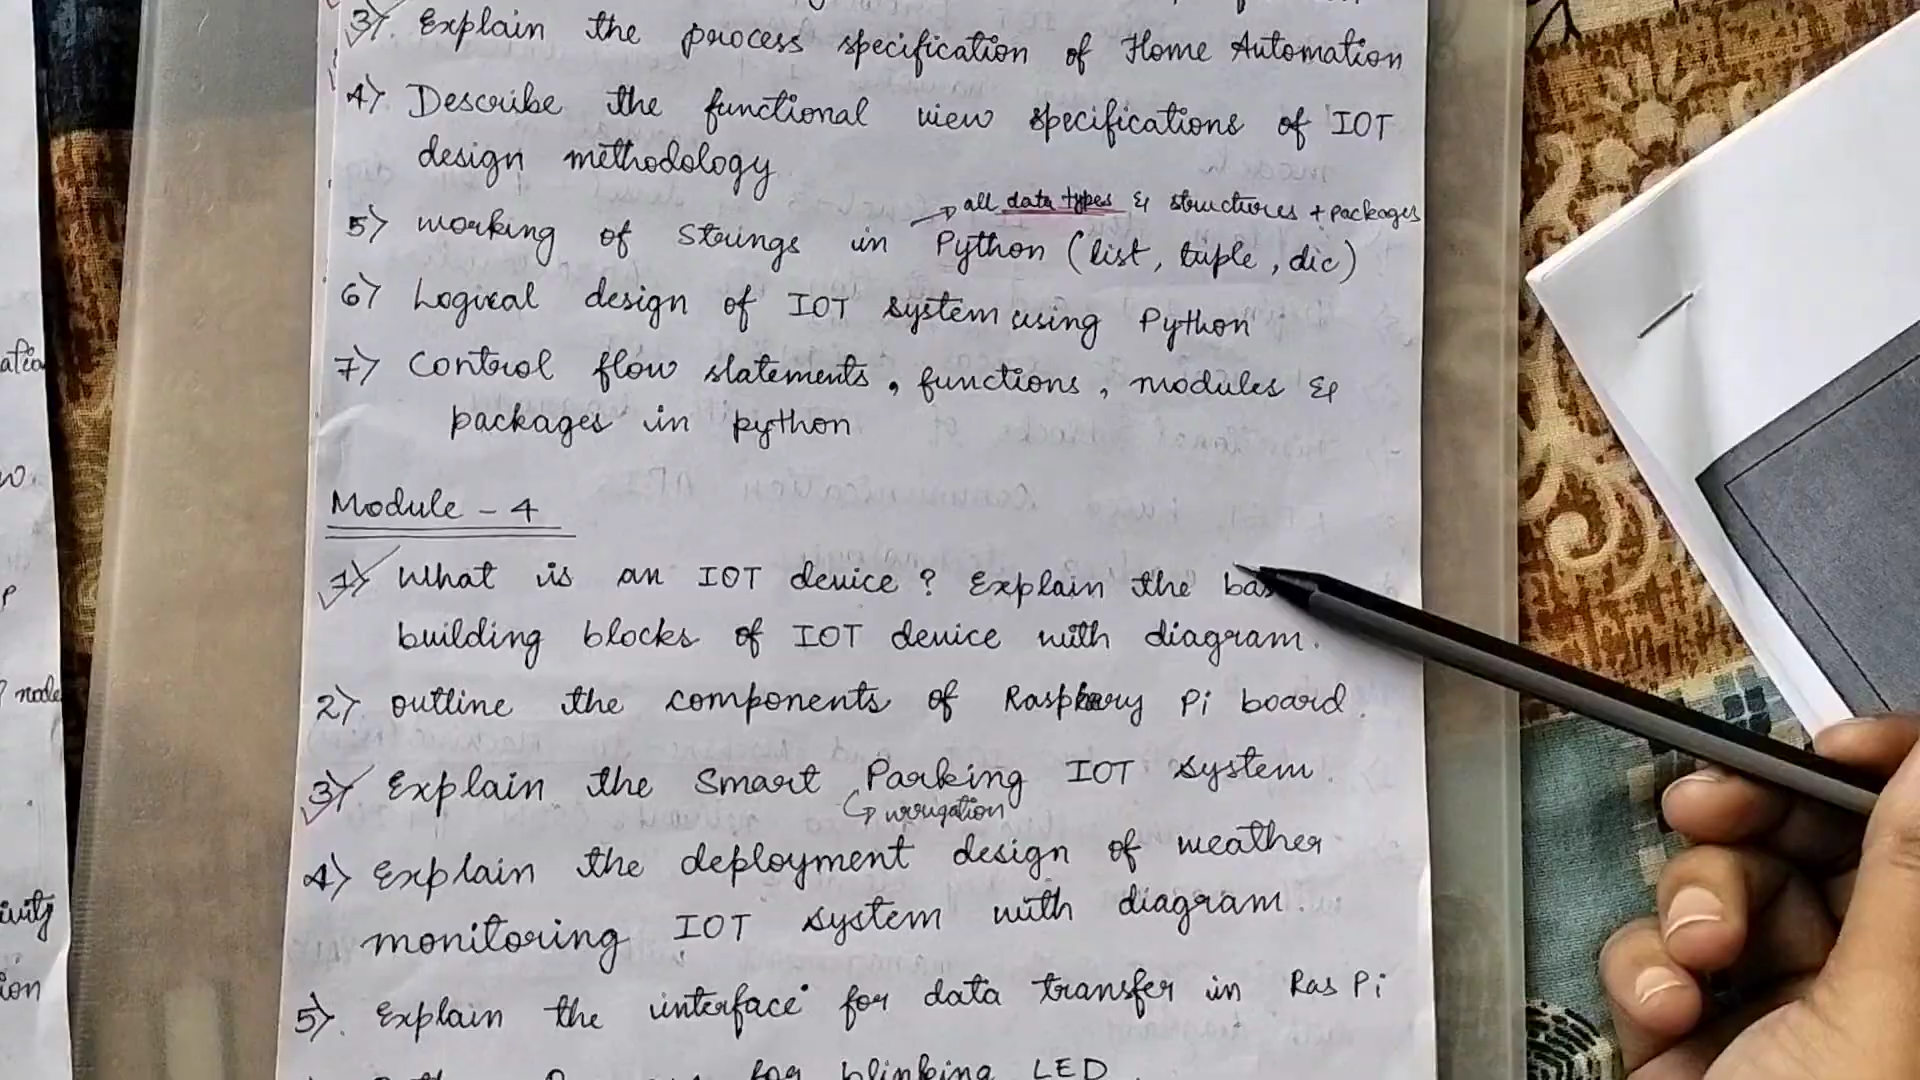 3) Explain the process specification of Home Automation
4) Describe the functional view specifications of IOT
design methodology
→ all data types & structures + packages
5) working of Strings in Python (list, tuple, dic)
6) Logical design of IOT system using Python
7) Control flow statements, functions, modules &
packages in python
Module - 4
1) What is an IOT device? Explain the bas
building blocks of IOT device with diagram.
2) outline the components of Raspberry Pi board.
3) Explain the Smart Parking IOT system.
↳ irrigation
4) Explain the deployment design of weather
monitoring IOT system with diagram.
5) Explain the interface for data transfer in Ras Pi
for blinking LED
node